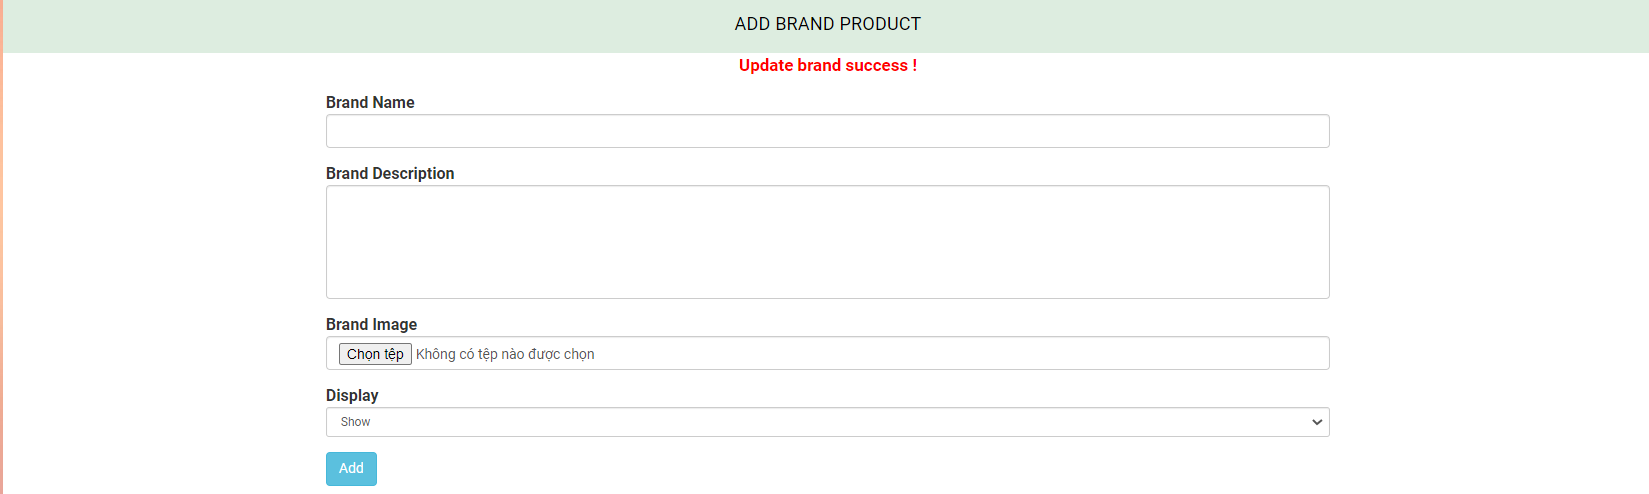 ADD BRAND PRODUCT
Update brand success !
Brand Name
Brand Description
Brand Image
Chọn tệp Không có tệp nào được chọn
Display
Show
Add